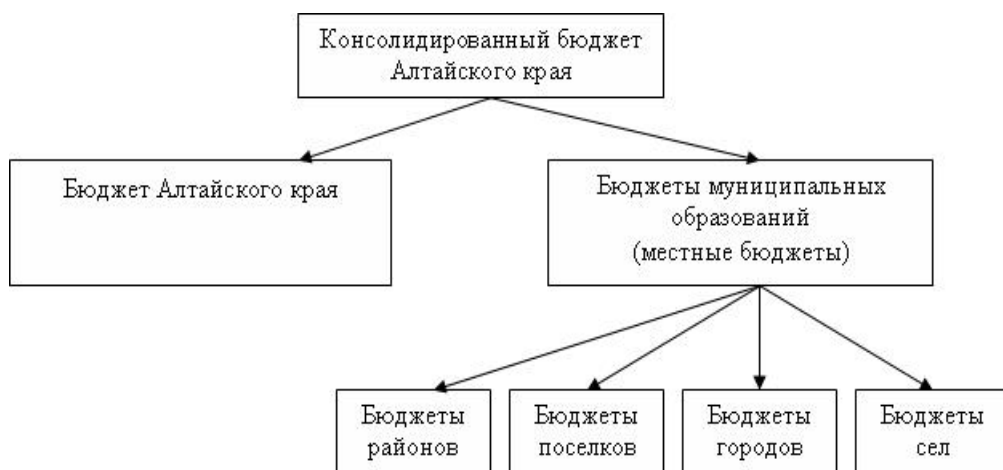 Консолидированный бюджет
Алтайского края
Бюджет Алтайского края
Бюджеты муниципальных
образований
(местные бюджеты)
Бюджеты
районов
Бюджеты
поселков
Бюджеты
городов
Бюджеты
сел